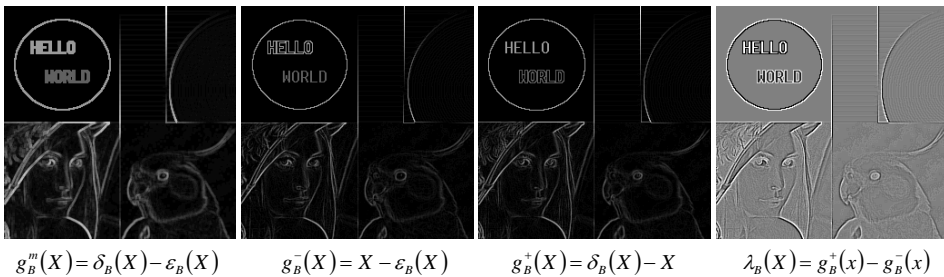 HELLO
WORLD
HELLO
WORLD
HELLO
WORLD
HELLO
WORLD
g_B^m(X) = δ_B(X) − ε_B(X)
g_B^-(X) = X − ε_B(X)
g_B^+(X) = δ_B(X) − X
λ_B(X) = g_B^+(x) − g_B^-(x)